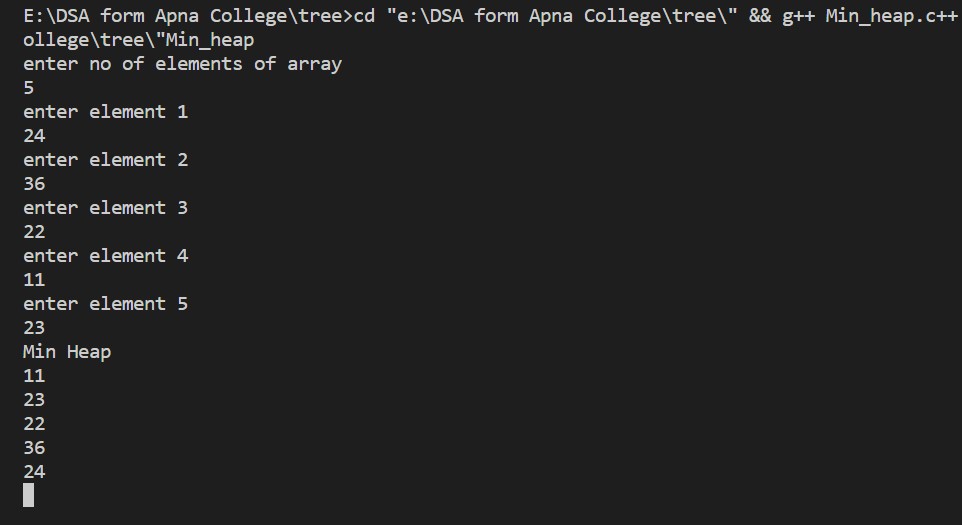 E:\DSA form Apna College\tree>cd "e:\DSA form Apna College\tree\" && g++ Min_heap.c++
ollege\tree\"Min_heap
enter no of elements of array
5
enter element 1
24
enter element 2
36
enter element 3
22
enter element 4
11
enter element 5
23
Min Heap
11
23
22
36
24